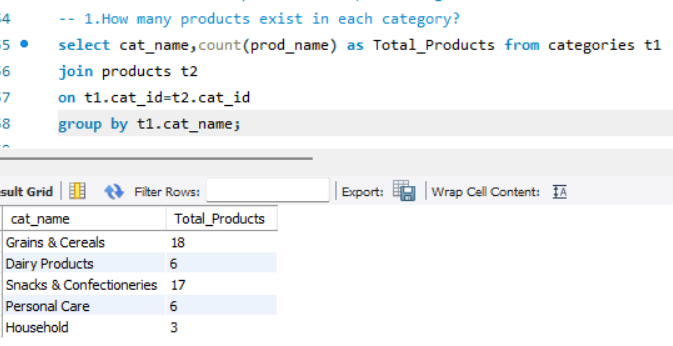 54 -- 1.How many products exist in each category?
55 select cat_name,count(prod_name) as Total_Products from categories t1
56 join products t2
57 on t1.cat_id=t2.cat_id
58 group by t1.cat_name;
Result Grid Filter Rows: Export: Wrap Cell Content: IA
cat_name Total_Products
Grains & Cereals 18
Dairy Products 6
Snacks & Confectioneries 17
Personal Care 6
Household 3